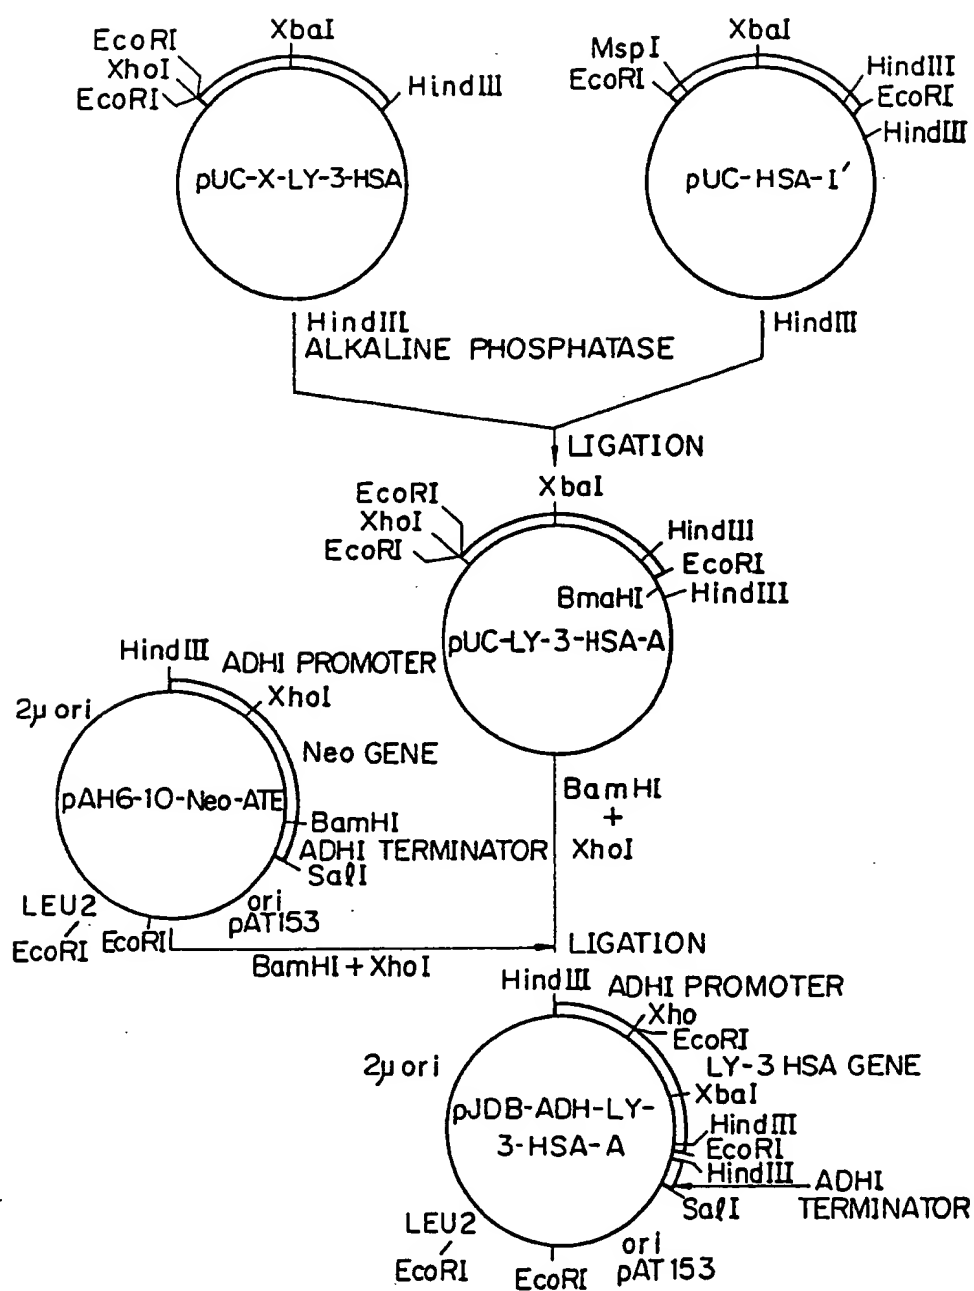 EcoRI
XhoI
EcoRI
XbaI
HindIII
pUC-X-LY-3-HSA
MspI
EcoRI
XbaI
HindIII
EcoRI
HindIII
pUC-HSA-I′
HindIII
ALKALINE PHOSPHATASE
HindIII
LIGATION
EcoRI
XhoI
EcoRI
XbaI
HindIII
EcoRI
BmaHI
HindIII
pUC-LY-3-HSA-A
HindIII
ADHI PROMOTER
XhoI
2μ ori
Neo GENE
pAH6-10-Neo-ATE
BamHI
ADHI TERMINATOR
SalI
LEU2
EcoRI
EcoRI
ori
pAT153
BamHI
+
XhoI
BamHI + XhoI
LIGATION
HindIII
ADHI PROMOTER
Xho
EcoRI
2μ ori
LY-3 HSA GENE
XbaI
pJDB-ADH-LY-
3-HSA-A
HindIII
EcoRI
HindIII
ADHI
TERMINATOR
SalI
LEU2
EcoRI
EcoRI
ori
pAT153